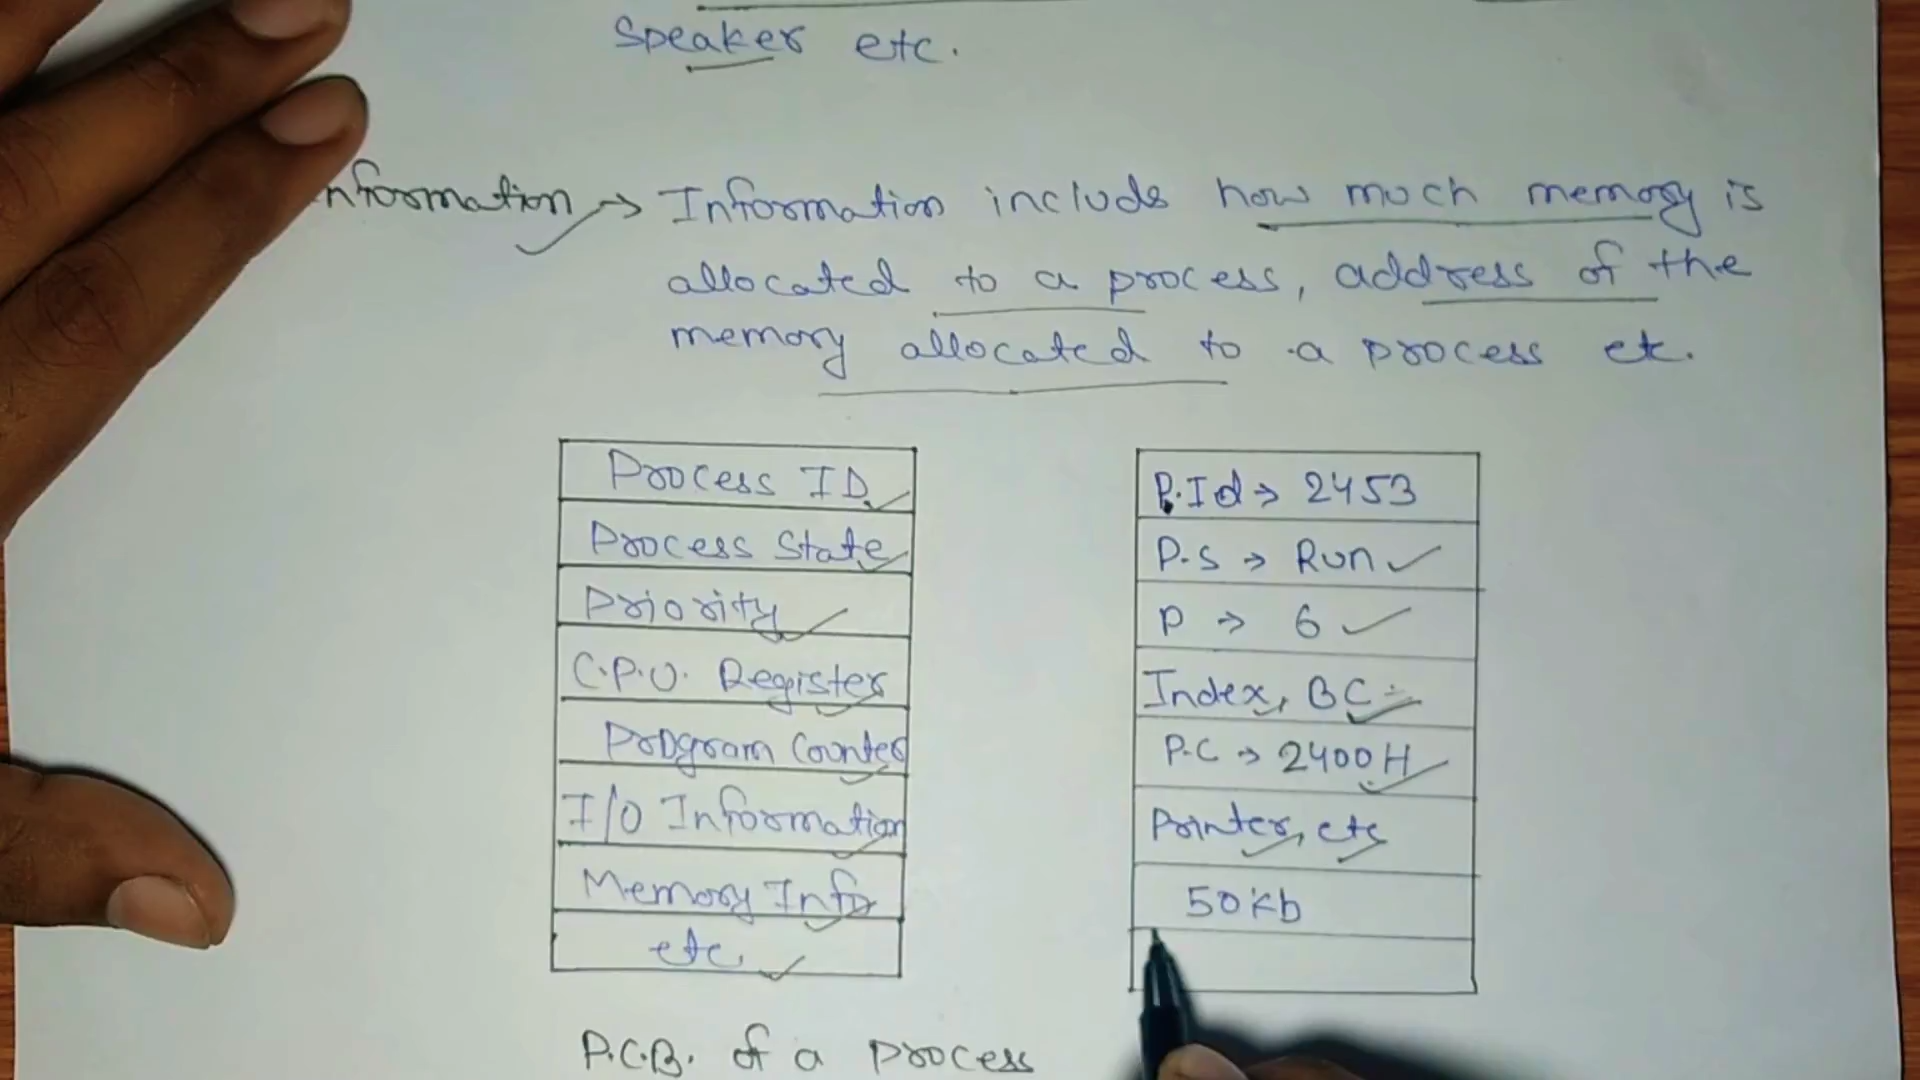 Speaker etc.
nformation → Information include how much memory is
allocated to a process, address of the
memory allocated to a process etc.
Process ID
Process State
Priority
C.P.U. Register
Program Counter
I/O Information
Memory Info
etc
P.C.B. of a process
P.Id → 2453
P.S → Run
P → 6
Index, BC
P.C → 2400H
Printer, etc
50kb